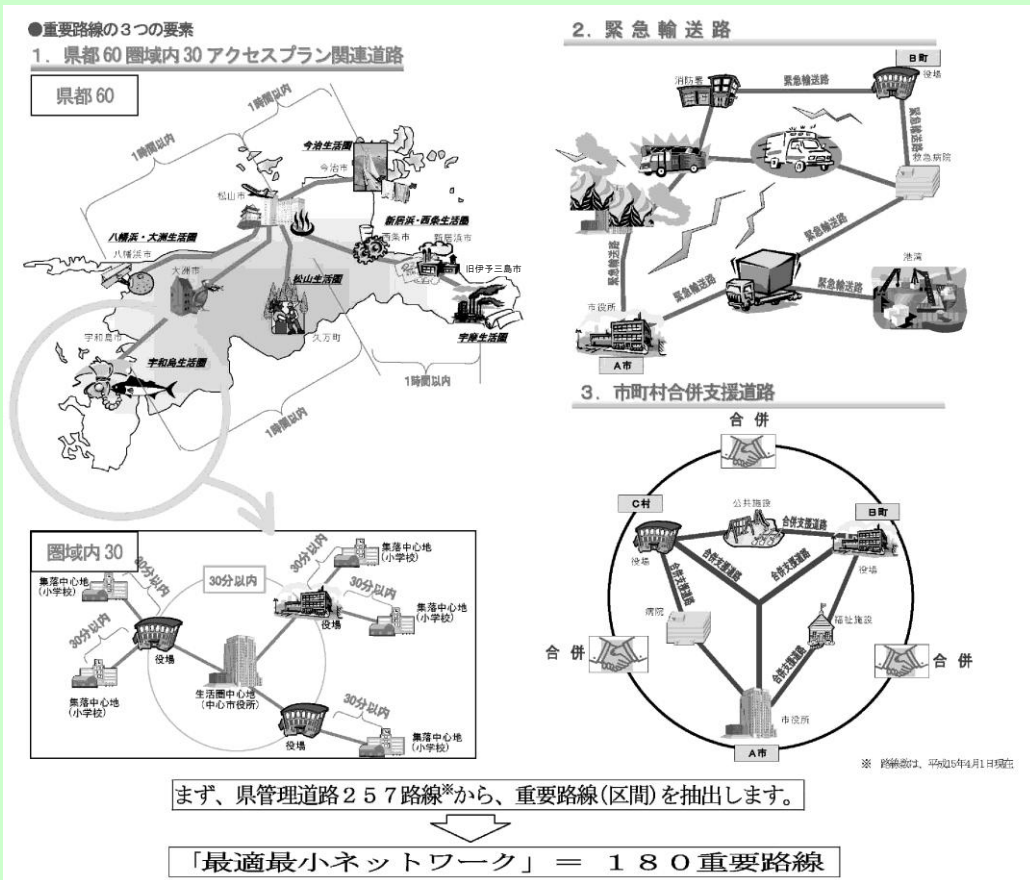 ●重要路線の3つの要素
1．県都60圏域内30アクセスプラン関連道路
県都60
1時間以内
1時間以内
今治生活圏
今治市
松山市
新居浜・西条生活圏
西条市
新居浜市
八幡浜・大洲生活圏
八幡浜市
大洲市
旧伊予三島市
松山生活圏
久万町
宇摩生活圏
宇和島市
宇和島生活圏
1時間以内
1時間以内
圏域内30
30分以内
集落中心地
(小学校)
30分以内
30分以内
集落中心地
(小学校)
役場
30分以内
集落中心地
(小学校)
30分以内
役場
集落中心地
(小学校)
生活圏中心地
(中心市役所)
30分以内
役場
集落中心地
(小学校)
2．緊急輸送路
B町
消防署
緊急輸送路
役場
緊急輸送路
救急病院
緊急輸送路
緊急輸送路
緊急輸送路
緊急輸送路
港湾
市役所
A市
3．市町村合併支援道路
合併
C村
公共施設
合併支援道路
B町
役場
合併支援道路
合併支援道路
合併支援道路
役場
病院
福祉施設
合併支援道路
合併
合併
市役所
A市
※ 路線数は、平成15年4月1日現在
まず、県管理道路257路線※から、重要路線(区間)を抽出します。
「最適最小ネットワーク」＝ 180重要路線